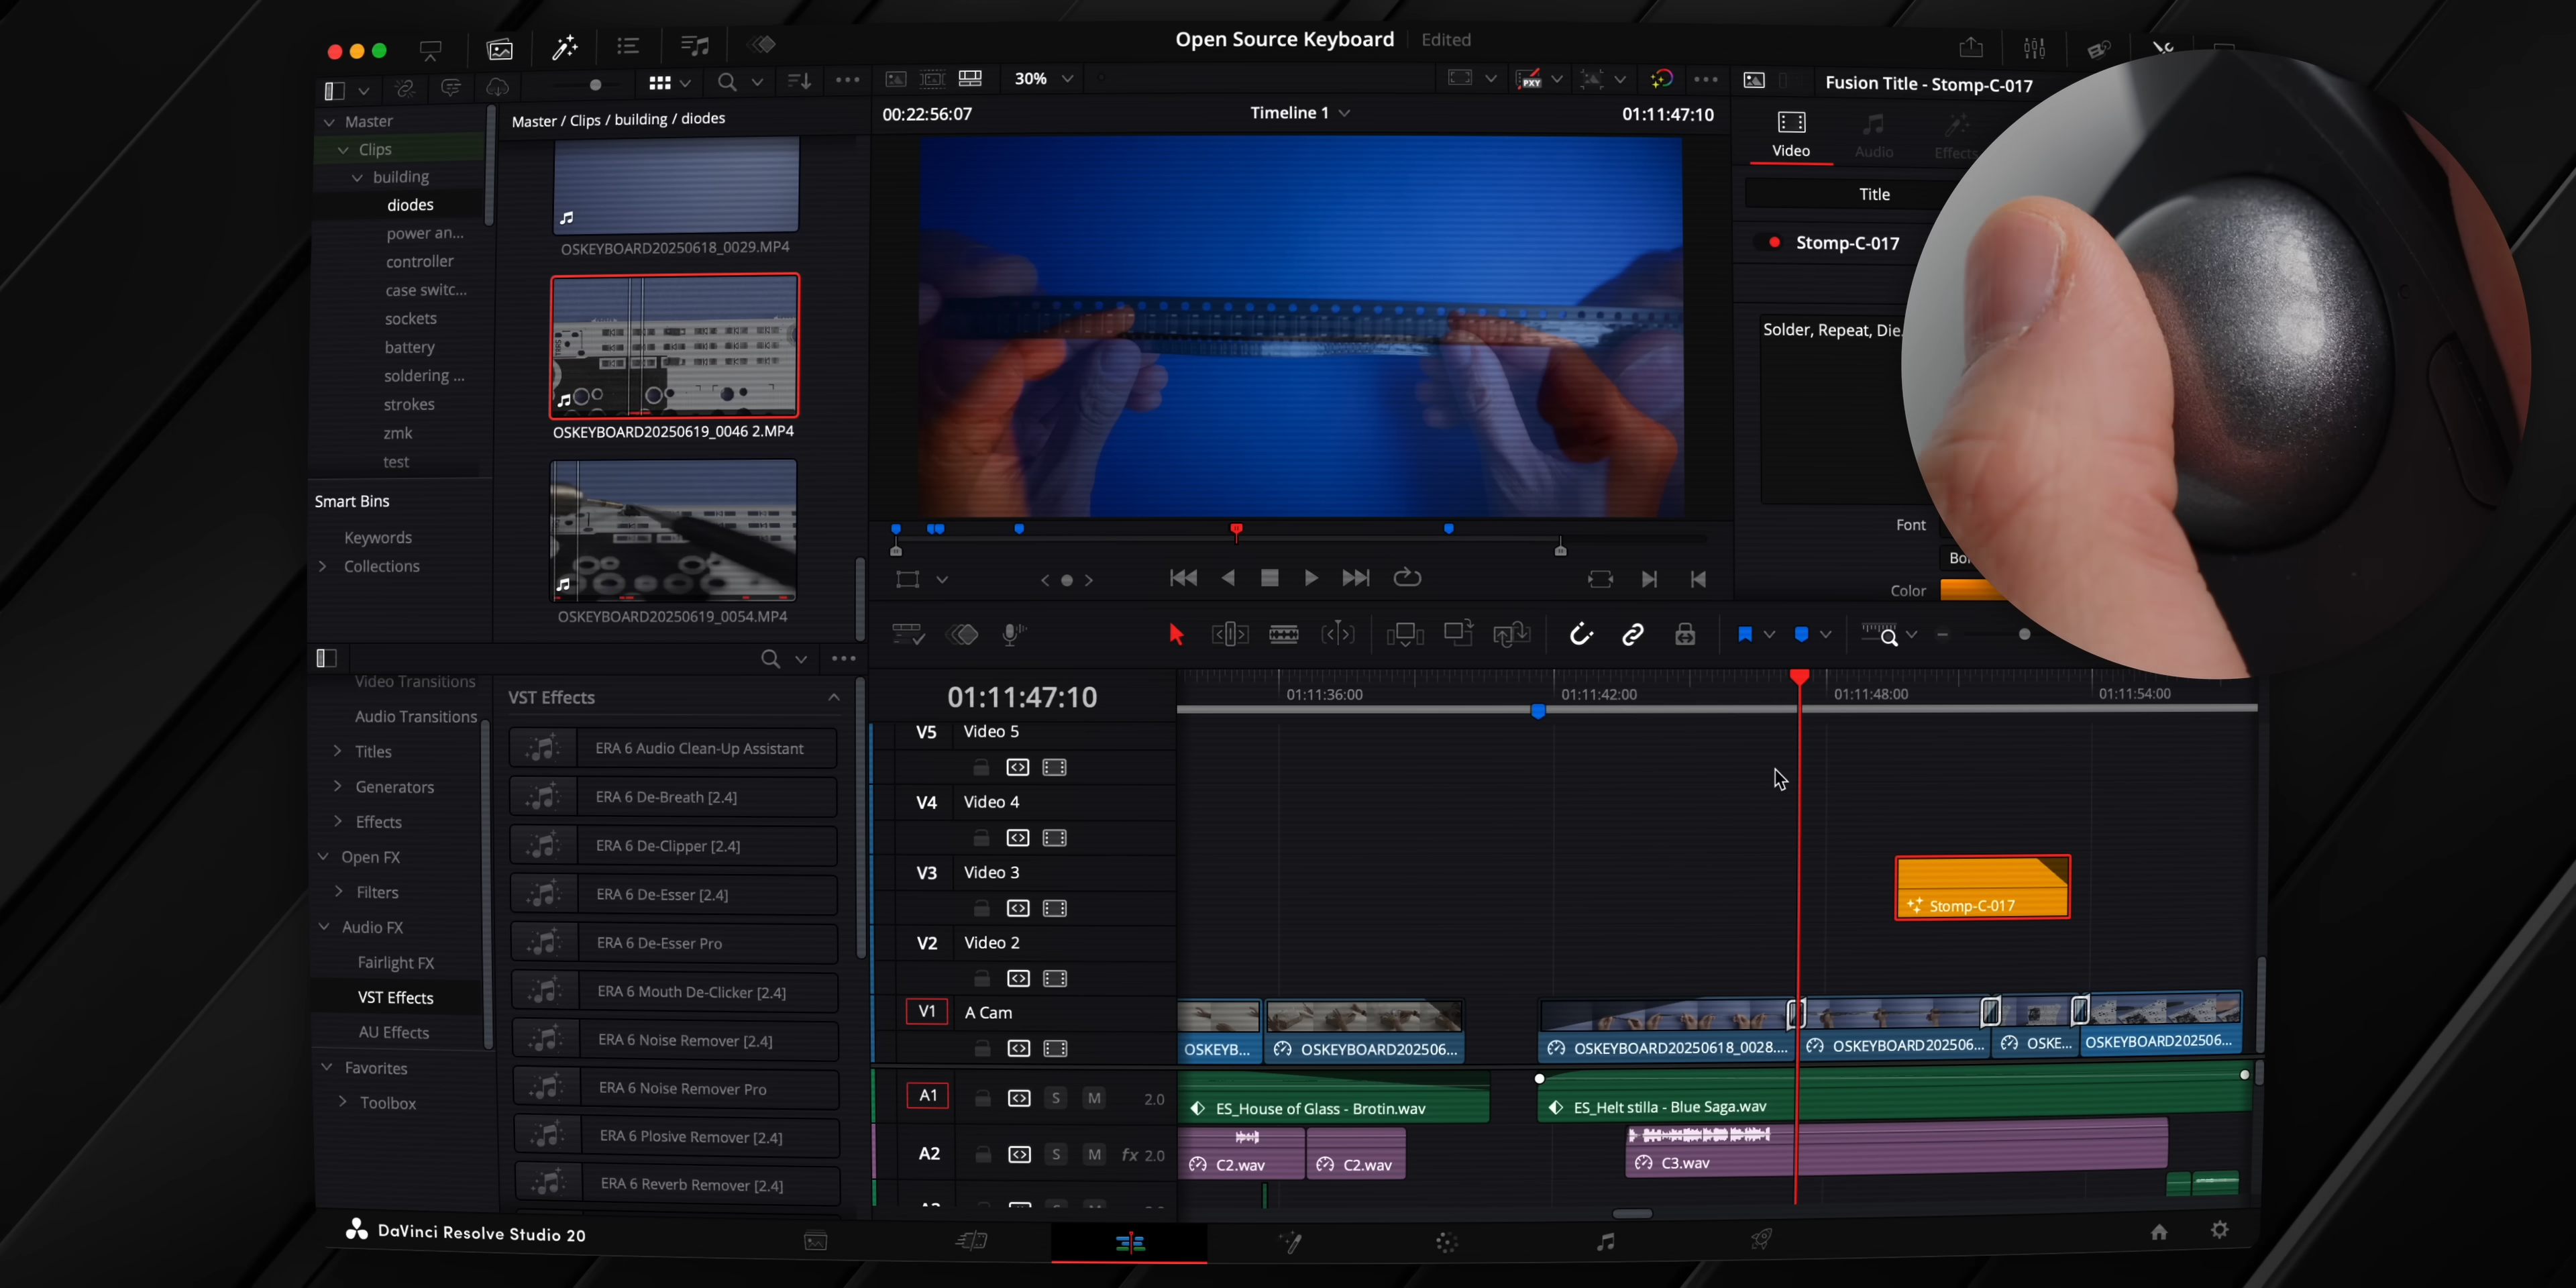 Open Source Keyboard
Edited
30%
PXY
Fusion Title - Stomp-C-017
Master / Clips / building / diodes
00:22:56:07
Timeline 1
01:11:47:10
Master
Clips
building
diodes
power an...
controller
case switc...
sockets
battery
soldering ...
strokes
zmk
test
Smart Bins
Keywords
Collections
OSKEYBOARD20250618_0029.MP4
OSKEYBOARD20250619_0046 2.MP4
OSKEYBOARD20250619_0054.MP4
Video
Audio
Effects
Title
Stomp-C-017
Solder, Repeat, Die
Font
Color
Video Transitions
Audio Transitions
Titles
Generators
Effects
Open FX
Filters
Audio FX
Fairlight FX
VST Effects
AU Effects
Favorites
Toolbox
VST Effects
ERA 6 Audio Clean-Up Assistant
ERA 6 De-Breath [2.4]
ERA 6 De-Clipper [2.4]
ERA 6 De-Esser [2.4]
ERA 6 De-Esser Pro
ERA 6 Mouth De-Clicker [2.4]
ERA 6 Noise Remover [2.4]
ERA 6 Noise Remover Pro
ERA 6 Plosive Remover [2.4]
ERA 6 Reverb Remover [2.4]
01:11:47:10
01:11:36:00
01:11:42:00
01:11:48:00
01:11:54:00
V5 Video 5
V4 Video 4
V3 Video 3
Stomp-C-017
V2 Video 2
V1 A Cam
OSKEYB...
OSKEYBOARD202506...
OSKEYBOARD20250618_0028....
OSKEYBOARD202506...
OSKE...
OSKEYBOARD202506...
A1 S M 2.0
ES_House of Glass - Brotin.wav
ES_Helt stilla - Blue Saga.wav
A2 S M fx 2.0
C2.wav
C2.wav
C3.wav
DaVinci Resolve Studio 20